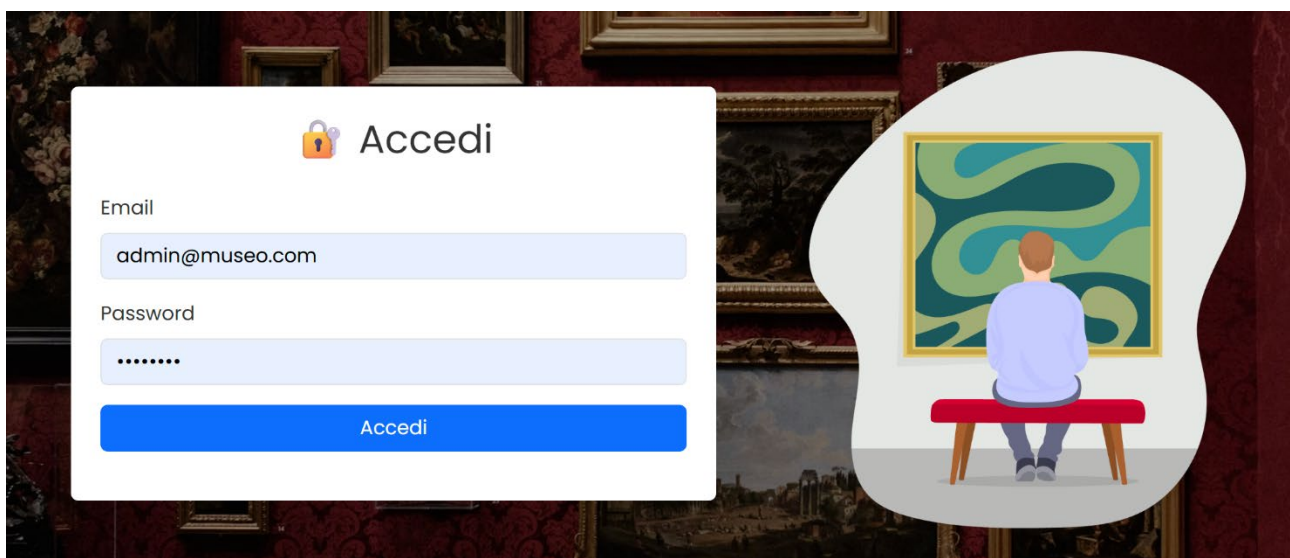 Accedi
Email
admin@museo.com
Password
••••••••
Accedi